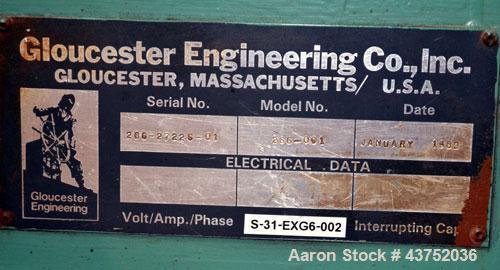 Gloucester Engineering Co., Inc.
GLOUCESTER, MASSACHUSETTS/ U.S.A.
Serial No. Model No. Date
JANUARY
ELECTRICAL DATA
Gloucester
Engineering
Volt/Amp./Phase S-31-EXG6-002 Interrupting Cap
Aaron Stock # 43752036